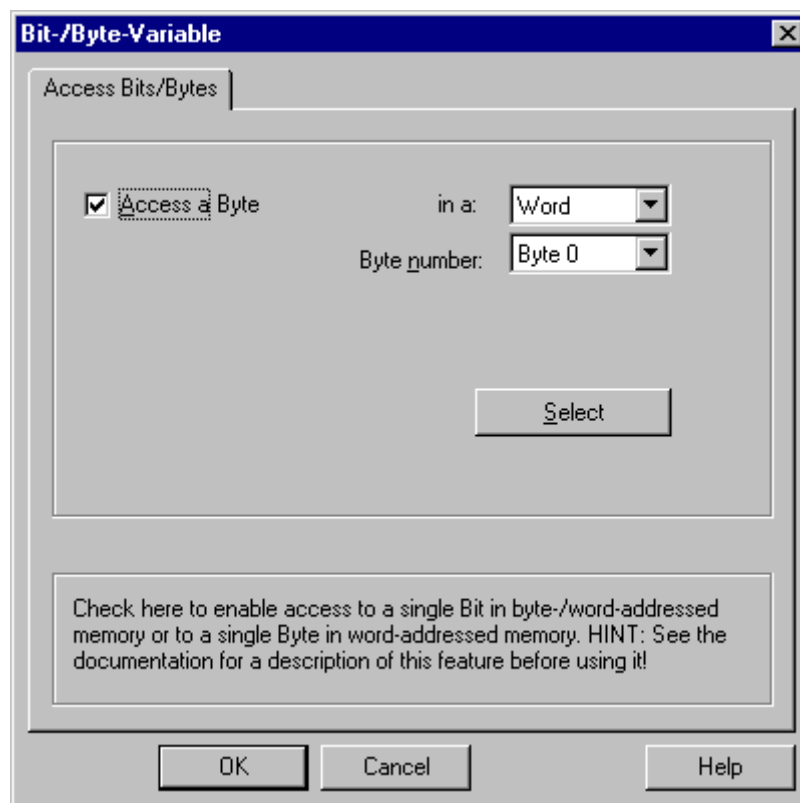 Bit-/Byte-Variable
Access Bits/Bytes
Access a Byte in a: Word
Byte number: Byte 0
Select
Check here to enable access to a single Bit in byte-/word-addressed
memory or to a single Byte in word-addressed memory. HINT: See the
documentation for a description of this feature before using it!
OK Cancel Help